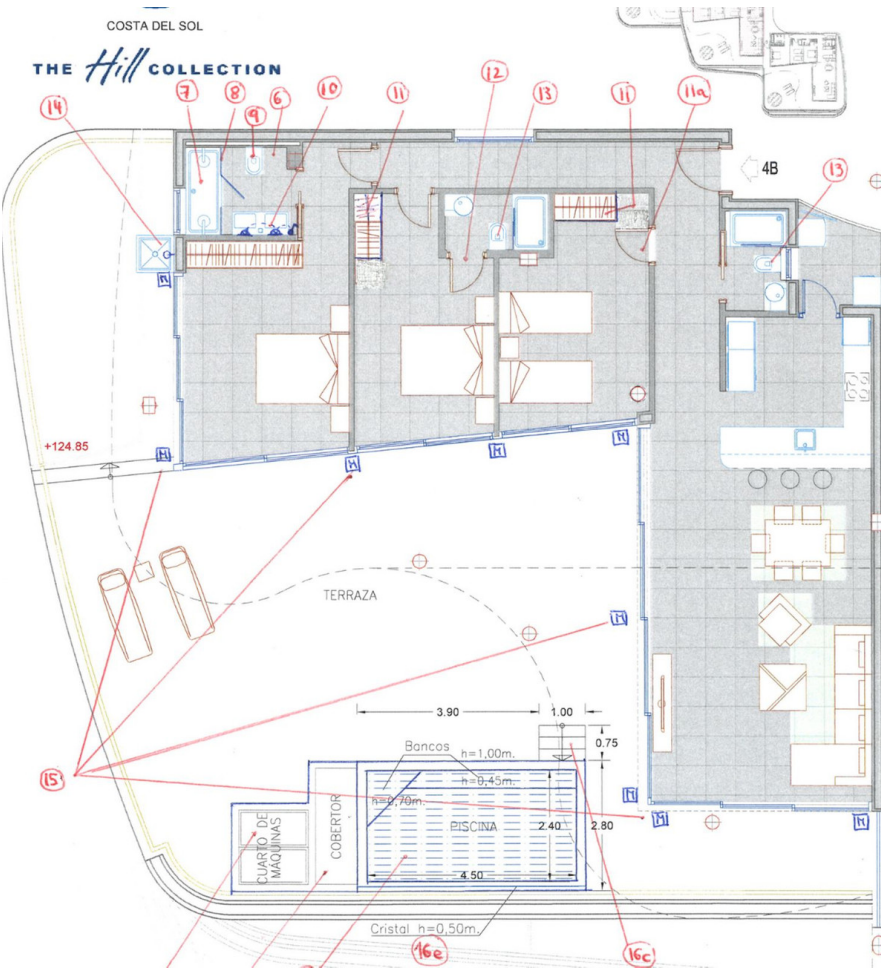 COSTA DEL SOL
THE Hill COLLECTION
14
7
8
9
6
10
11
12
13
11
11a
4B
13
M
+124.85
M
M
M
M
TERRAZA
M
3.90
1.00
0.75
Bancos
h=1,00m.
h=0,45m.
h=0,70m.
15
M
M
M
CUARTO DE
MÁQUINAS
COBERTOR
PISCINA
2.40
2.80
4.50
Cristal h=0,50m.
16e
16c